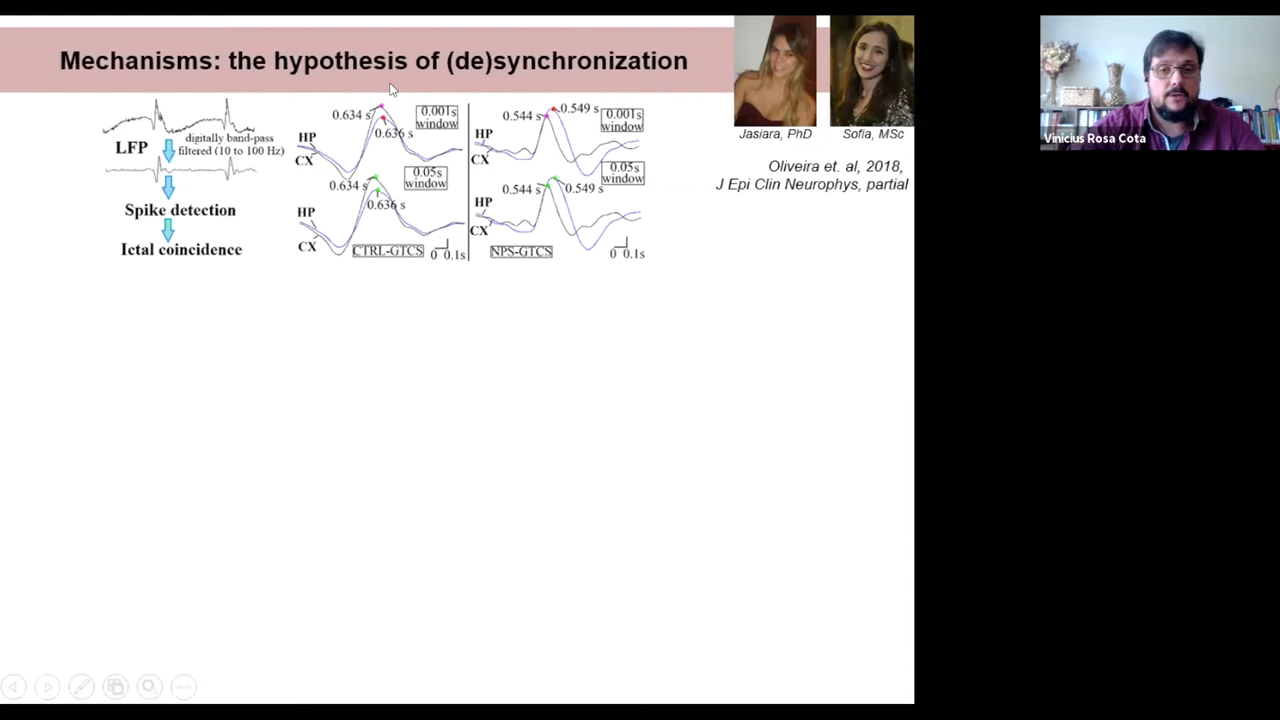 Mechanisms: the hypothesis of (de)synchronization
Jasiara, PhD
Sofia, MSc
Vinicius Rosa Cota
Oliveira et. al, 2018,
J Epi Clin Neurophys, partial
LFP
digitally band-pass
filtered (10 to 100 Hz)
Spike detection
Ictal coincidence
0.634 s
0.636 s
0.001s
window
HP
CX
0.634 s
0.636 s
0.05s
window
HP
CX
CTRL-GTCS
0 0.1s
0.544 s
0.549 s
0.001s
window
HP
CX
0.544 s
0.549 s
0.05s
window
HP
CX
NPS-GTCS
0 0.1s